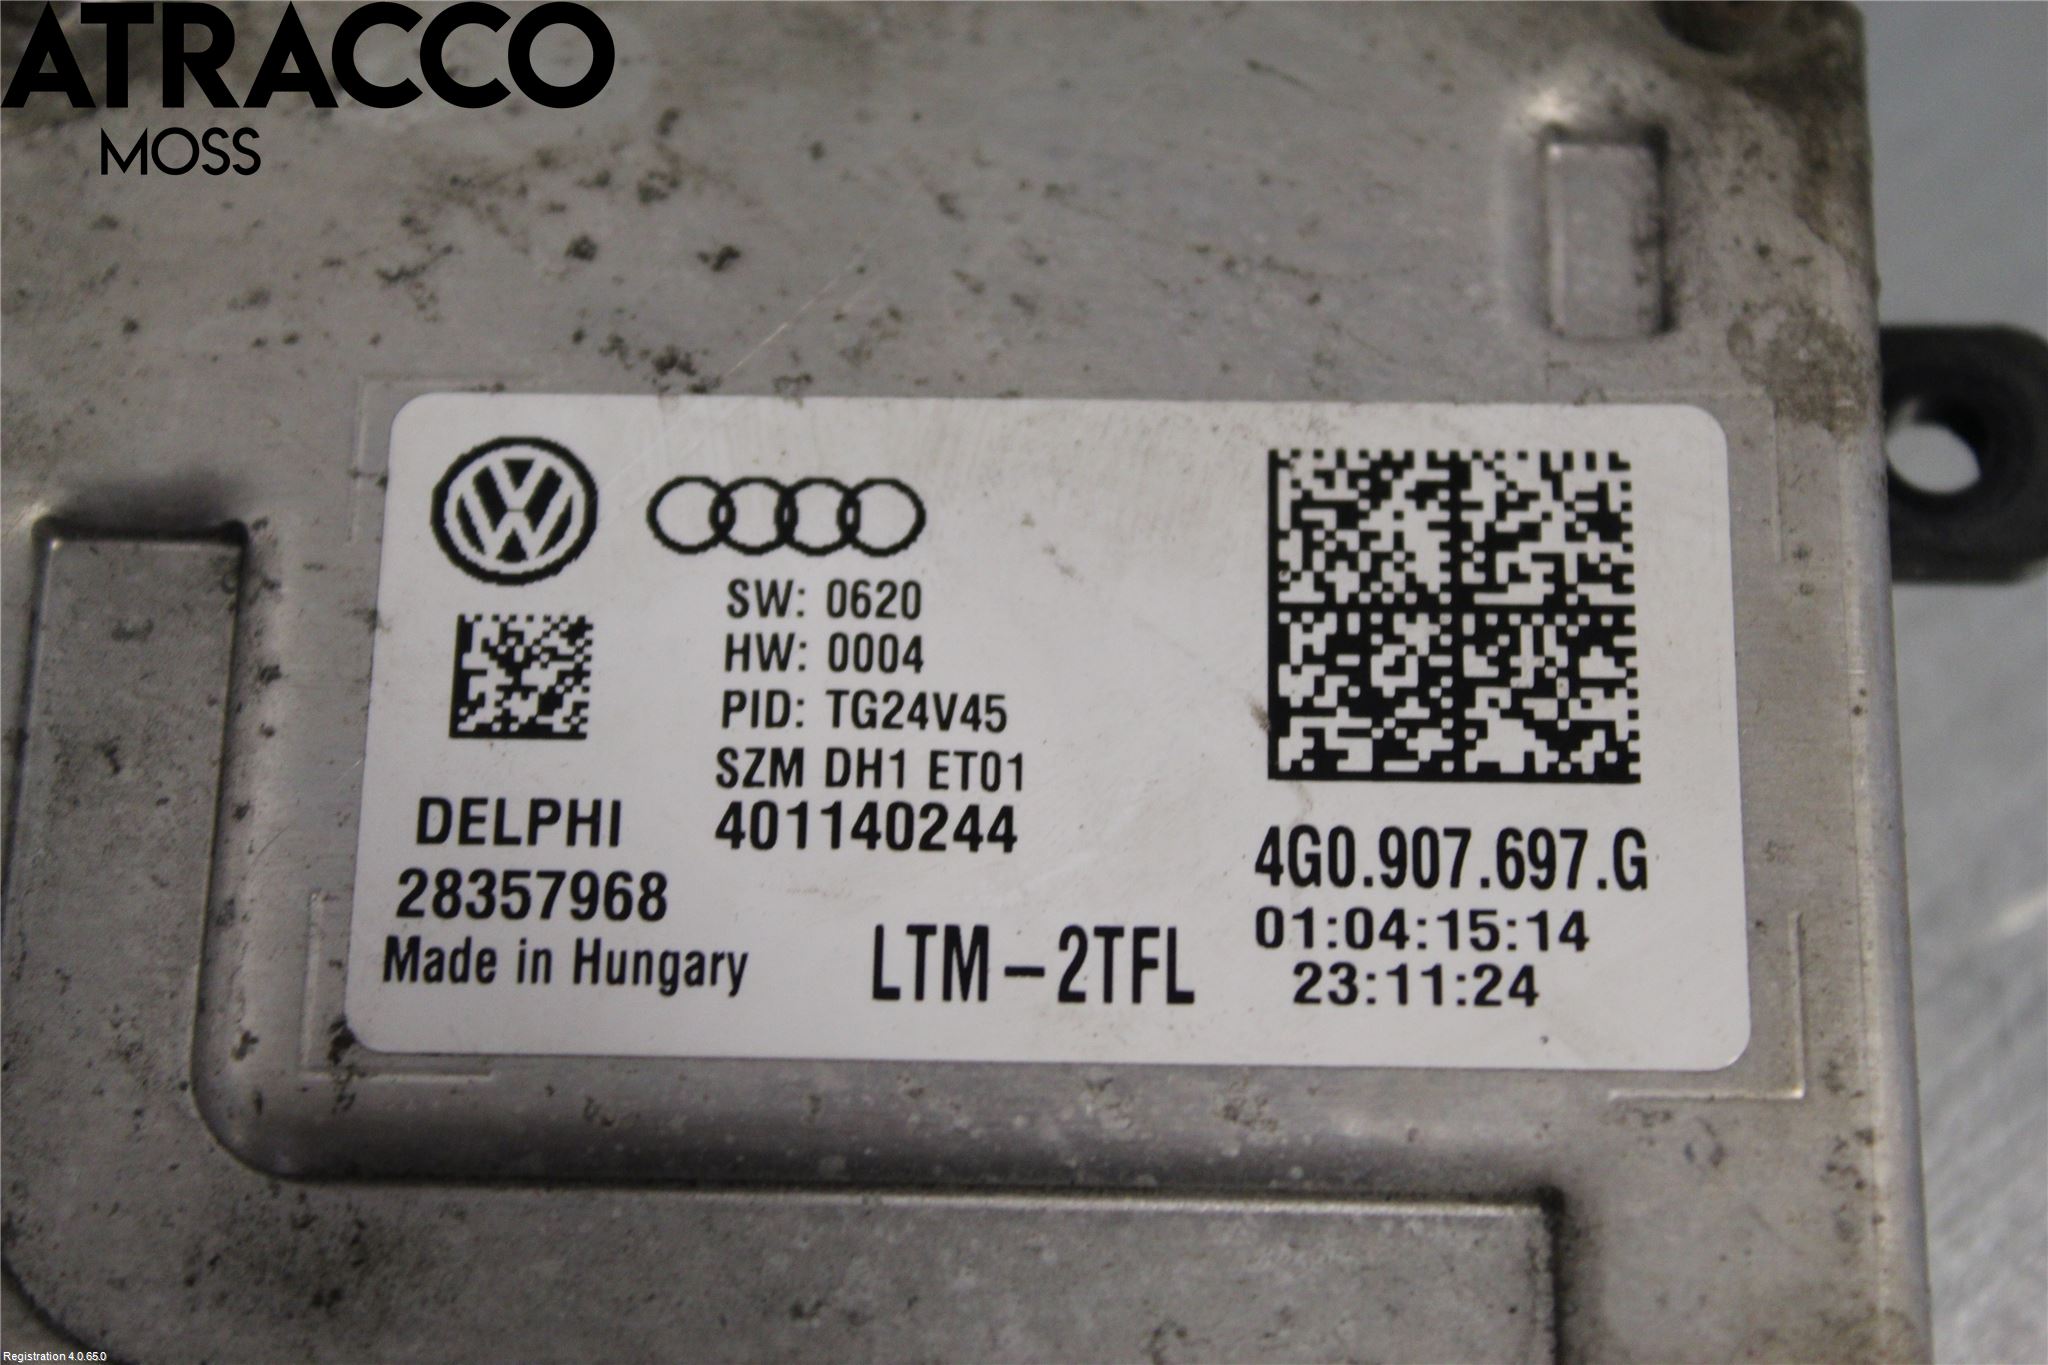 ATRACCO
MOSS
SW: 0620
HW: 0004
PID: TG24V45
SZM DH1 ET01
401140244
DELPHI
28357968
Made in Hungary
LTM-2TFL
4G0.907.697.G
01:04:15:14
23:11:24
Registration 4.0.65.0